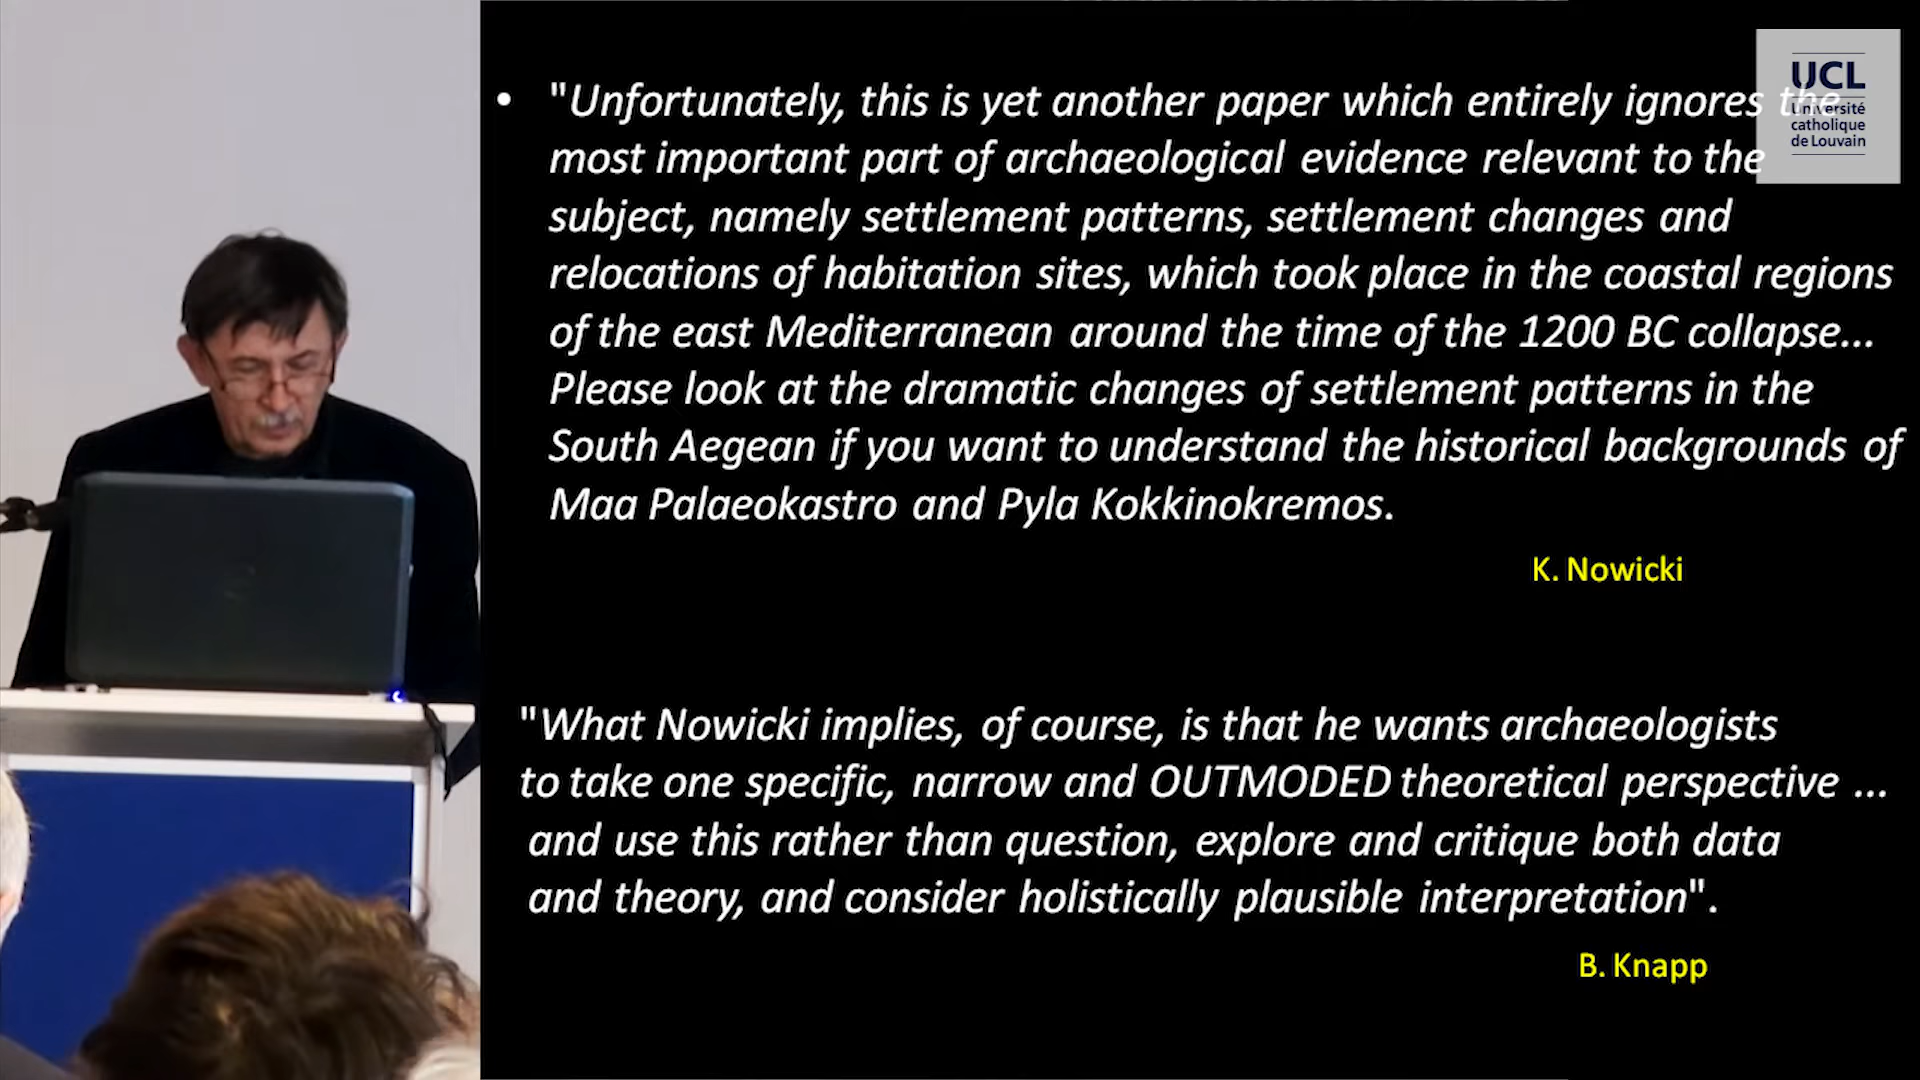 • "Unfortunately, this is yet another paper which entirely ignores the
most important part of archaeological evidence relevant to the
subject, namely settlement patterns, settlement changes and
relocations of habitation sites, which took place in the coastal regions
of the east Mediterranean around the time of the 1200 BC collapse...
Please look at the dramatic changes of settlement patterns in the
South Aegean if you want to understand the historical backgrounds of
Maa Palaeokastro and Pyla Kokkinokremos.
K. Nowicki
"What Nowicki implies, of course, is that he wants archaeologists
to take one specific, narrow and OUTMODED theoretical perspective ...
and use this rather than question, explore and critique both data
and theory, and consider holistically plausible interpretation".
B. Knapp
UCL
Université
catholique
de Louvain